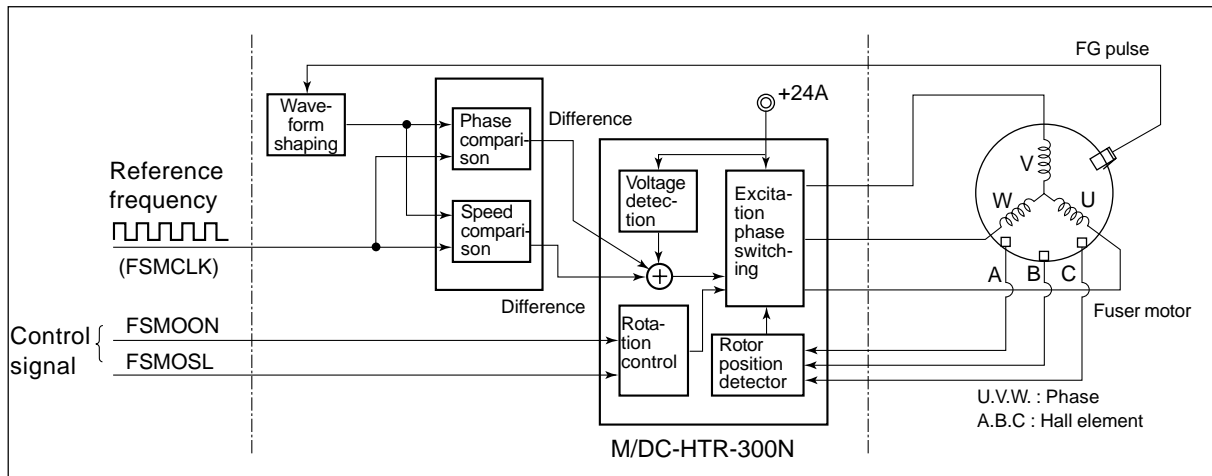 FG pulse
+24A
Wave-
form
shaping
Phase
compari-
son
Difference
Reference
frequency
(FSMCLK)
Speed
compari-
son
Difference
Voltage
detec-
tion
Excita-
tion
phase
switch-
ing
V
W
U
A
B
C
Fuser motor
Control
signal
FSMOON
FSMOSL
Rota-
tion
control
Rotor
position
detector
U.V.W. : Phase
A.B.C : Hall element
M/DC-HTR-300N